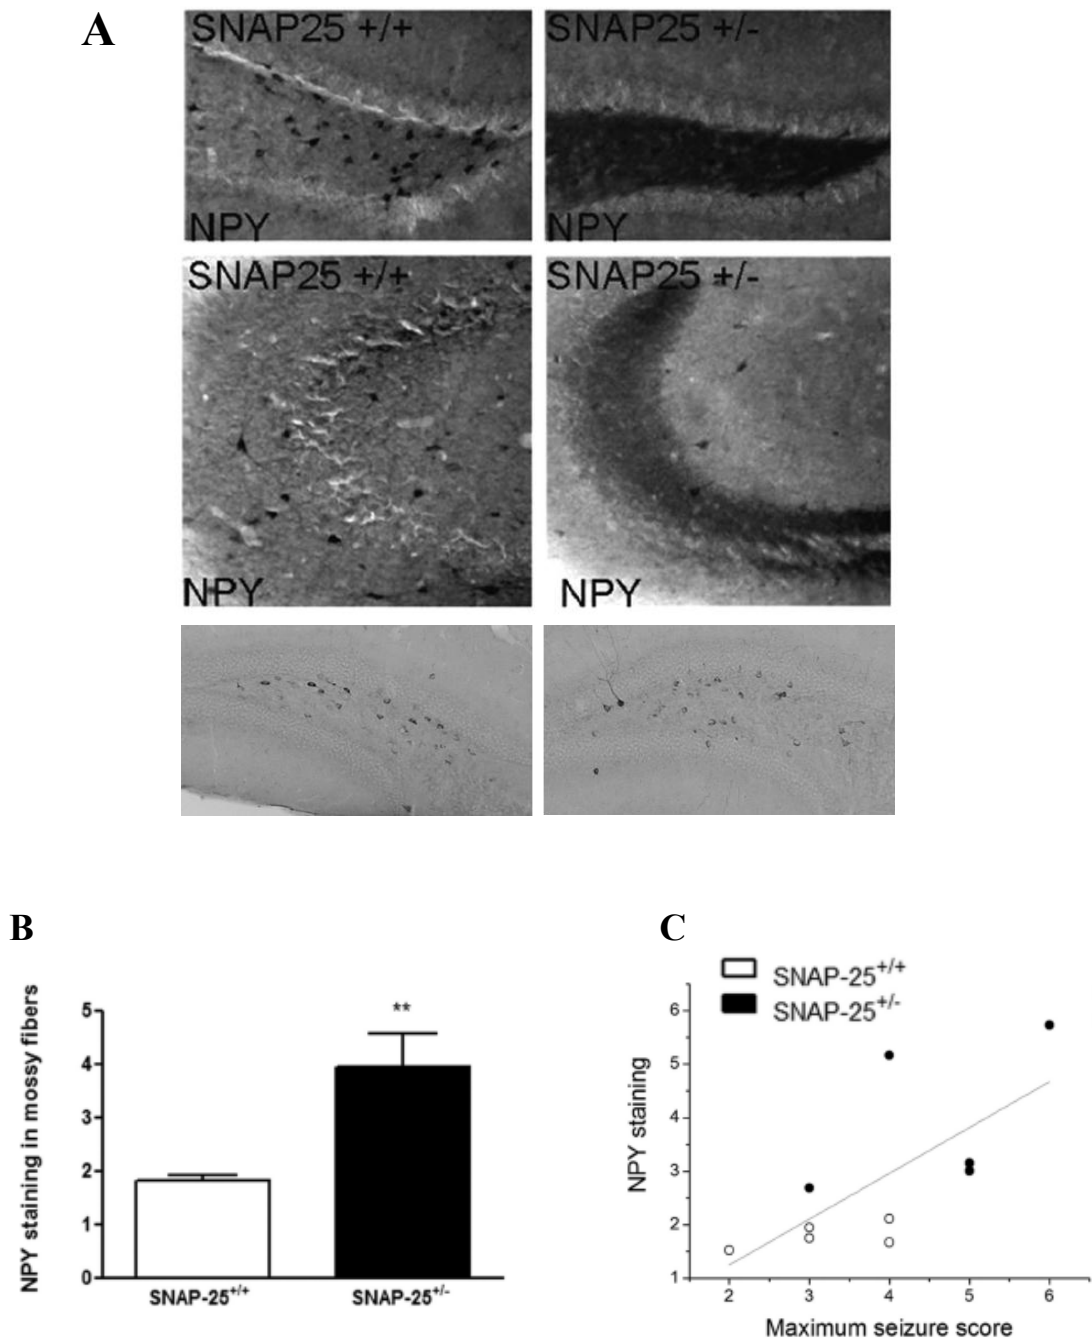 A
SNAP25 +/+
SNAP25 +/-
NPY
NPY
SNAP25 +/+
SNAP25 +/-
NPY
NPY
B
NPY staining in mossy fibers
5
4
3
2
1
0
**
SNAP-25+/+
SNAP-25+/-
C
SNAP-25+/+
SNAP-25+/-
NPY staining
6
5
4
3
2
1
2 3 4 5 6
Maximum seizure score